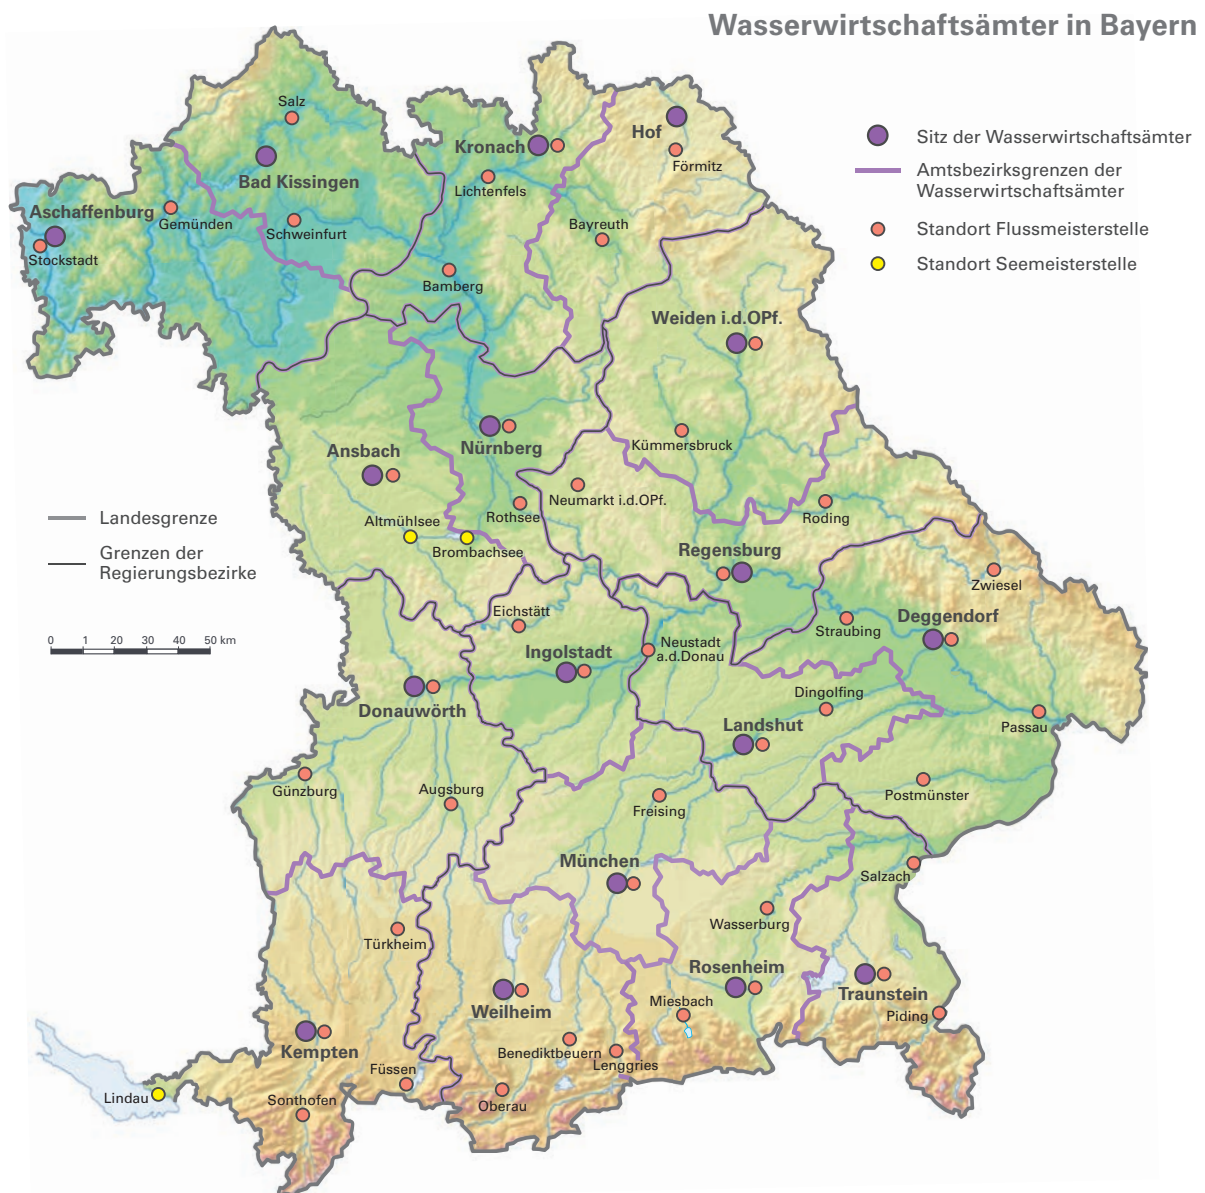 Wasserwirtschaftsämter in Bayern
Sitz der Wasserwirtschaftsämter
Amtsbezirksgrenzen der
Wasserwirtschaftsämter
Standort Flussmeisterstelle
Standort Seemeisterstelle
Salz
Hof
Kronach
Förmitz
Bad Kissingen
Lichtenfels
Aschaffenburg
Gemünden
Schweinfurt
Bayreuth
Stockstadt
Bamberg
Weiden i.d.OPf.
Kümmersbruck
Ansbach
Nürnberg
Neumarkt i.d.OPf.
Rothsee
Roding
Altmühlsee
Brombachsee
Landesgrenze
Grenzen der
Regierungsbezirke
Regensburg
Zwiesel
Eichstätt
Straubing
Deggendorf
0 1 20 30 40 50 km
Ingolstadt
Neustadt
a.d.Donau
Dingolfing
Donauwörth
Landshut
Passau
Günzburg
Augsburg
Freising
Postmünster
München
Salzach
Wasserburg
Türkheim
Rosenheim
Traunstein
Weilheim
Miesbach
Piding
Kempten
Benediktbeuern
Lenggries
Füssen
Lindau
Sonthofen
Oberau